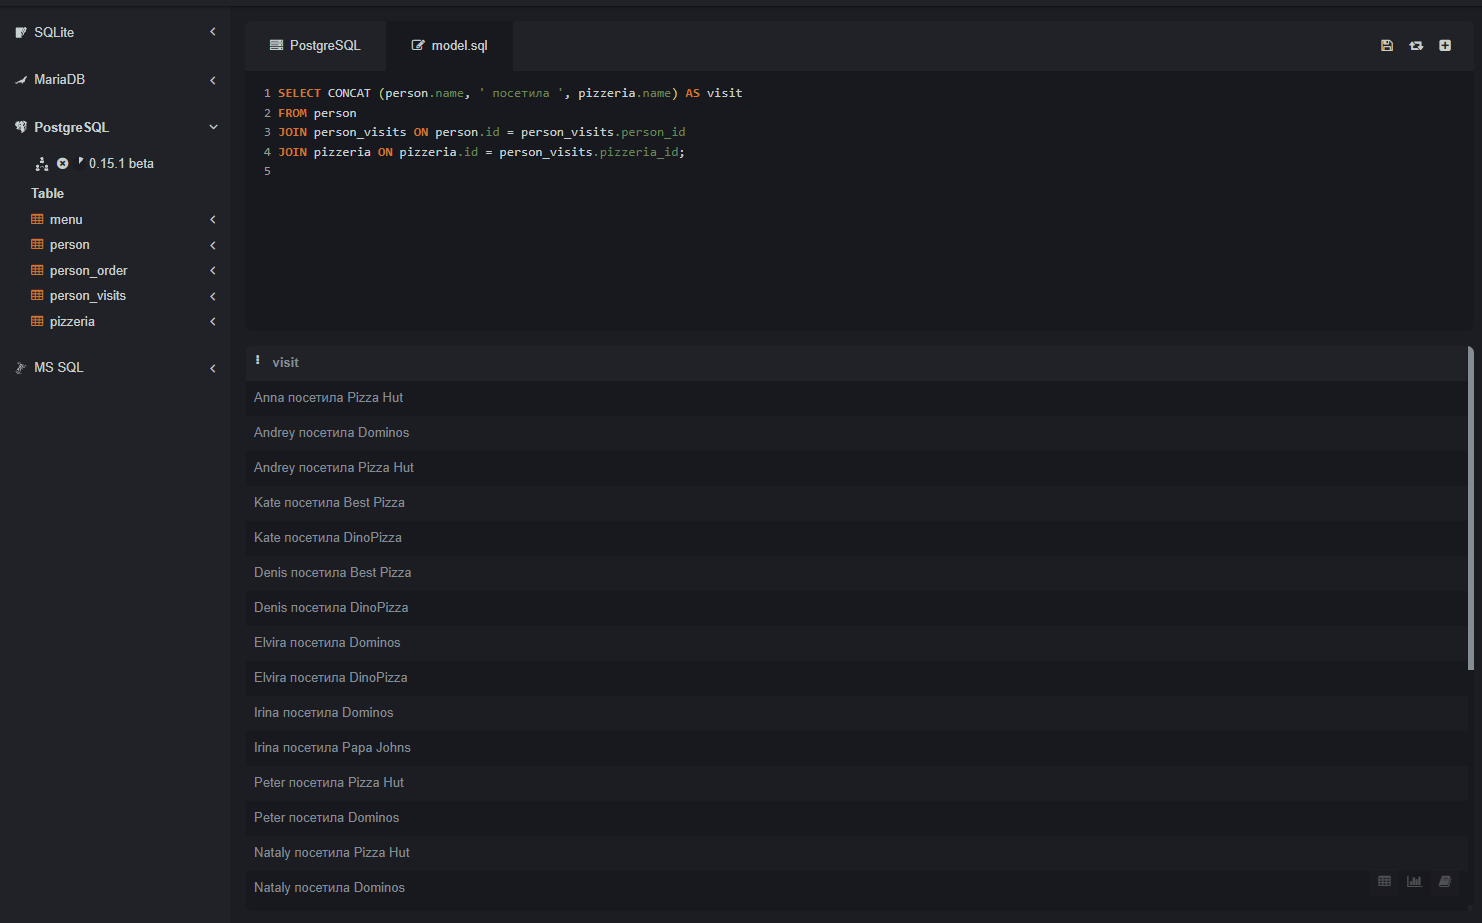 SQLite
MariaDB
PostgreSQL
0.15.1 beta
Table
menu
person
person_order
person_visits
pizzeria
MS SQL
PostgreSQL
model.sql
1 SELECT CONCAT (person.name, ' посетила ', pizzeria.name) AS visit
2 FROM person
3 JOIN person_visits ON person.id = person_visits.person_id
4 JOIN pizzeria ON pizzeria.id = person_visits.pizzeria_id;
5
visit
Anna посетила Pizza Hut
Andrey посетила Dominos
Andrey посетила Pizza Hut
Kate посетила Best Pizza
Kate посетила DinoPizza
Denis посетила Best Pizza
Denis посетила DinoPizza
Elvira посетила Dominos
Elvira посетила DinoPizza
Irina посетила Dominos
Irina посетила Papa Johns
Peter посетила Pizza Hut
Peter посетила Dominos
Nataly посетила Pizza Hut
Nataly посетила Dominos